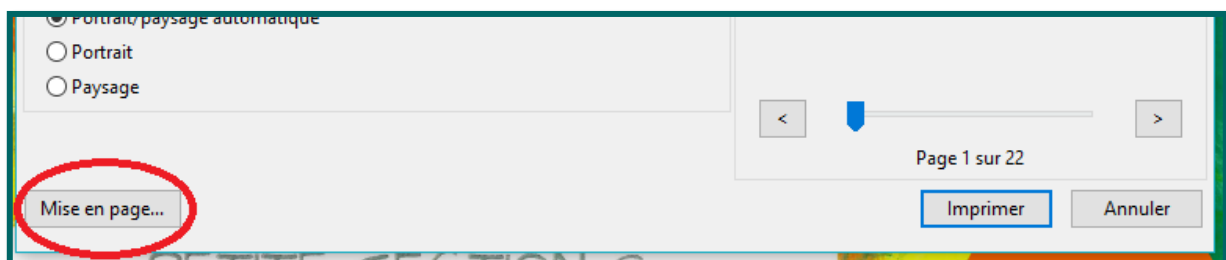 Portrait/paysage automatique
Portrait
Paysage
<
>
Page 1 sur 22
Mise en page...
Imprimer
Annuler